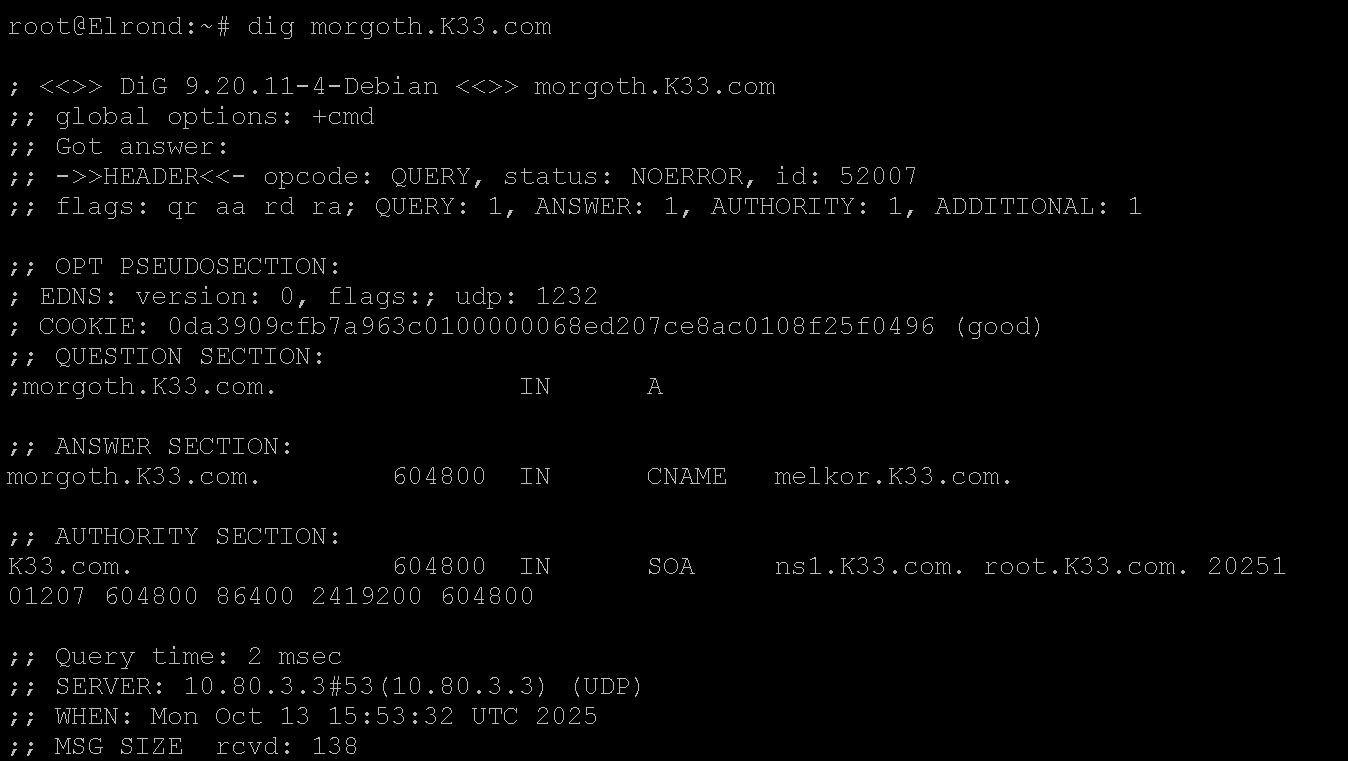 root@Elrond:~# dig morgoth.K33.com
; <<>> DiG 9.20.11-4-Debian <<>> morgoth.K33.com
;; global options: +cmd
;; Got answer:
;; ->>HEADER<<- opcode: QUERY, status: NOERROR, id: 52007
;; flags: qr aa rd ra; QUERY: 1, ANSWER: 1, AUTHORITY: 1, ADDITIONAL: 1
;; OPT PSEUDOSECTION:
; EDNS: version: 0, flags:; udp: 1232
; COOKIE: 0da3909cfb7a963c0100000068ed207ce8ac0108f25f0496 (good)
;; QUESTION SECTION:
;morgoth.K33.com. IN A
;; ANSWER SECTION:
morgoth.K33.com. 604800 IN CNAME melkor.K33.com.
;; AUTHORITY SECTION:
K33.com. 604800 IN SOA ns1.K33.com. root.K33.com. 20251
01207 604800 86400 2419200 604800
;; Query time: 2 msec
;; SERVER: 10.80.3.3#53(10.80.3.3) (UDP)
;; WHEN: Mon Oct 13 15:53:32 UTC 2025
;; MSG SIZE rcvd: 138